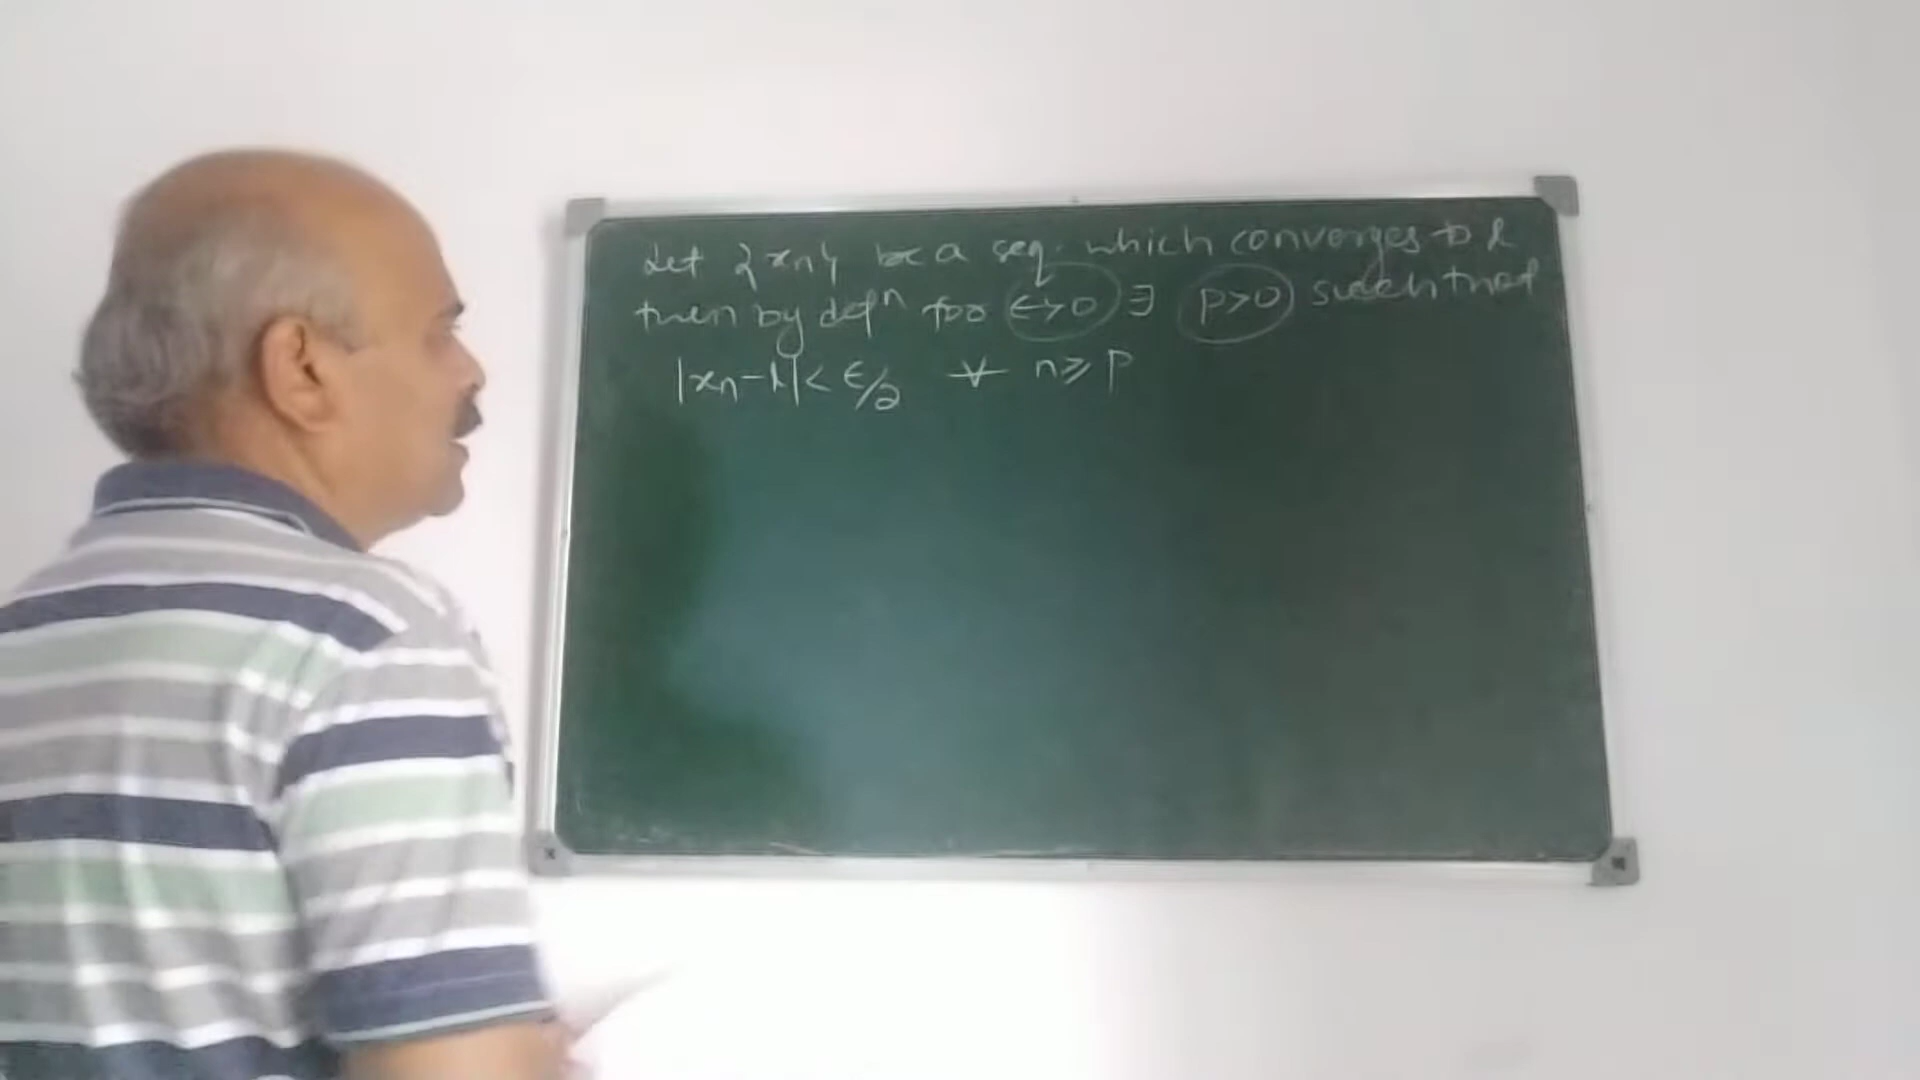 Let {xn} be a seq. which converges to l
then by defⁿ for ϵ>0 ∃ p>0 such that
|xn-l|< ϵ/2 ∀ n≥p